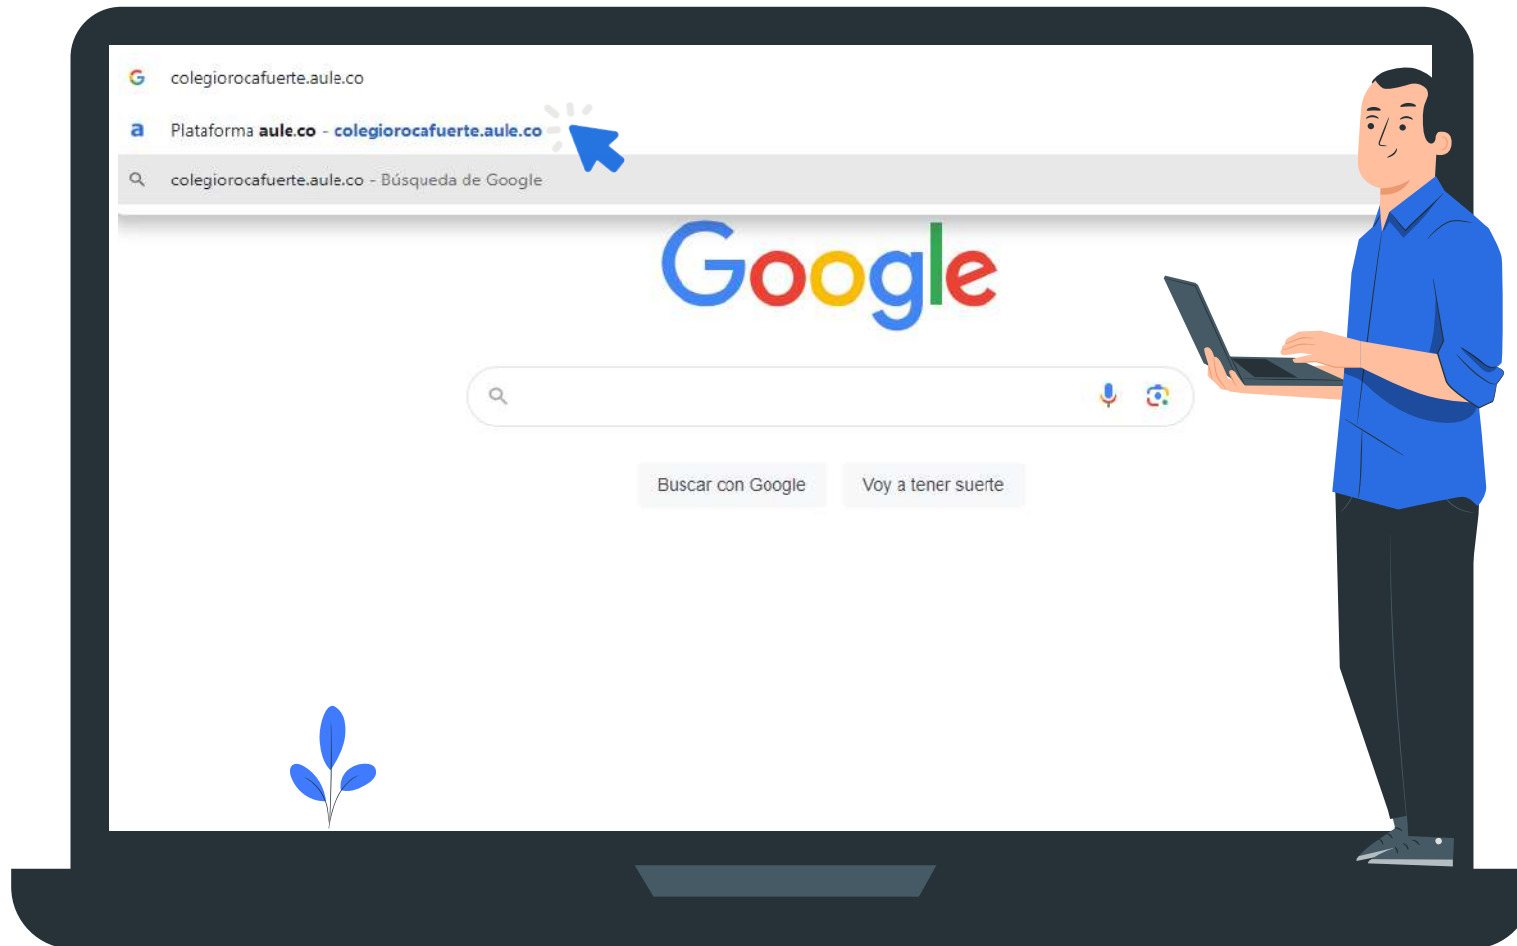 colegiorocafuerte.aule.co
Plataforma aule.co - colegiorocafuerte.aule.co
colegiorocafuerte.aule.co - Búsqueda de Google
Google
Buscar con Google
Voy a tener suerte